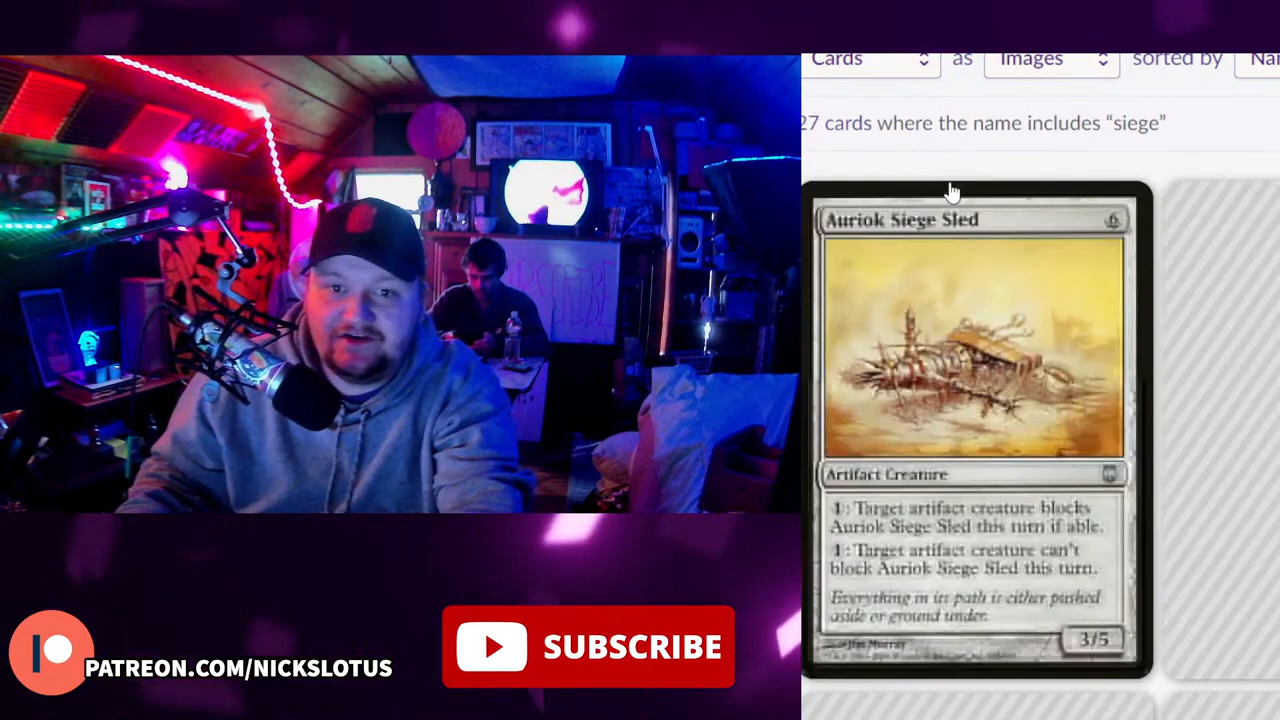 Cards as Images sorted by
27 cards where the name includes “siege”
Auriok Siege Sled 6
Artifact Creature
1: Target artifact creature blocks
Auriok Siege Sled this turn if able.
1: Target artifact creature can't
block Auriok Siege Sled this turn.
Everything in its path is either pushed
aside or ground under.
3/5
Jim Murray
SUBSCRIBE
PATREON.COM/NICKSLOTUS